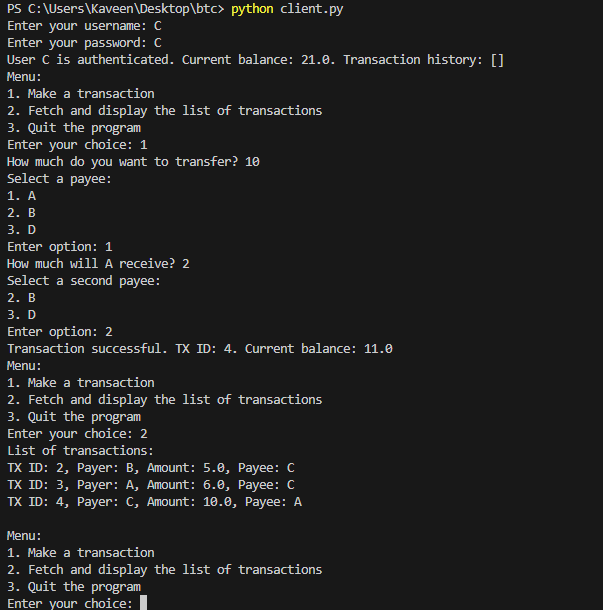 PS C:\Users\Kaveen\Desktop\btc> python client.py
Enter your username: C
Enter your password: C
User C is authenticated. Current balance: 21.0. Transaction history: []
Menu:
1. Make a transaction
2. Fetch and display the list of transactions
3. Quit the program
Enter your choice: 1
How much do you want to transfer? 10
Select a payee:
1. A
2. B
3. D
Enter option: 1
How much will A receive? 2
Select a second payee:
2. B
3. D
Enter option: 2
Transaction successful. TX ID: 4. Current balance: 11.0
Menu:
1. Make a transaction
2. Fetch and display the list of transactions
3. Quit the program
Enter your choice: 2
List of transactions:
TX ID: 2, Payer: B, Amount: 5.0, Payee: C
TX ID: 3, Payer: A, Amount: 6.0, Payee: C
TX ID: 4, Payer: C, Amount: 10.0, Payee: A

Menu:
1. Make a transaction
2. Fetch and display the list of transactions
3. Quit the program
Enter your choice: